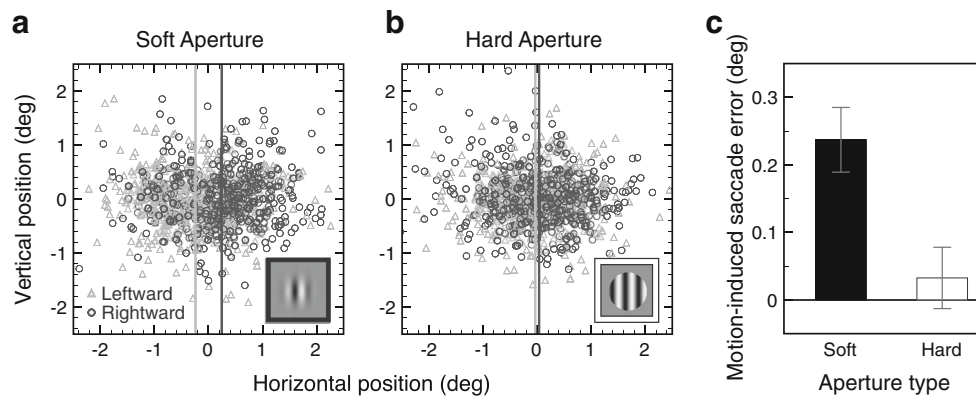 a
Soft Aperture
Vertical position (deg)
2
1
0
-1
-2
Leftward
Rightward
-2
-1
0
1
2
b
Hard Aperture
2
1
0
-1
-2
-2
-1
0
1
2
Horizontal position (deg)
c
Motion-induced saccade error (deg)
0.3
0.2
0.1
0
Soft
Hard
Aperture type